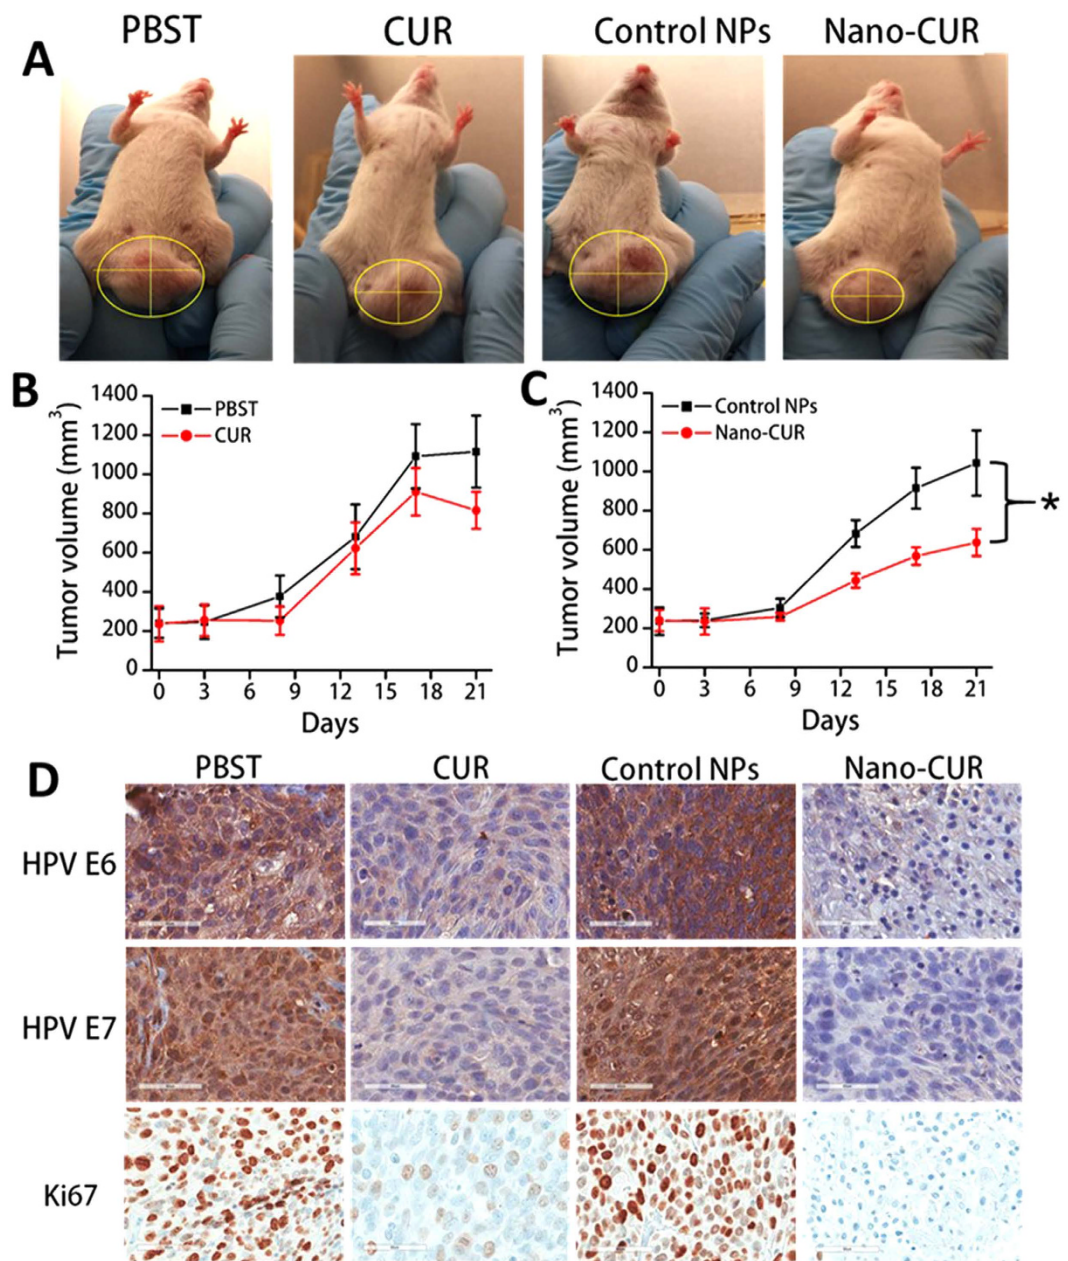 PBST CUR Control NPs Nano-CUR
A
B
1400
1200
1000
800
600
400
200
0
Tumor volume (mm³)
PBST
CUR
0 3 6 9 12 15 18 21
Days
C
1400
1200
1000
800
600
400
200
0
Tumor volume (mm³)
Control NPs
Nano-CUR
*
0 3 6 9 12 15 18 21
Days
D
PBST CUR Control NPs Nano-CUR
HPV E6
HPV E7
Ki67